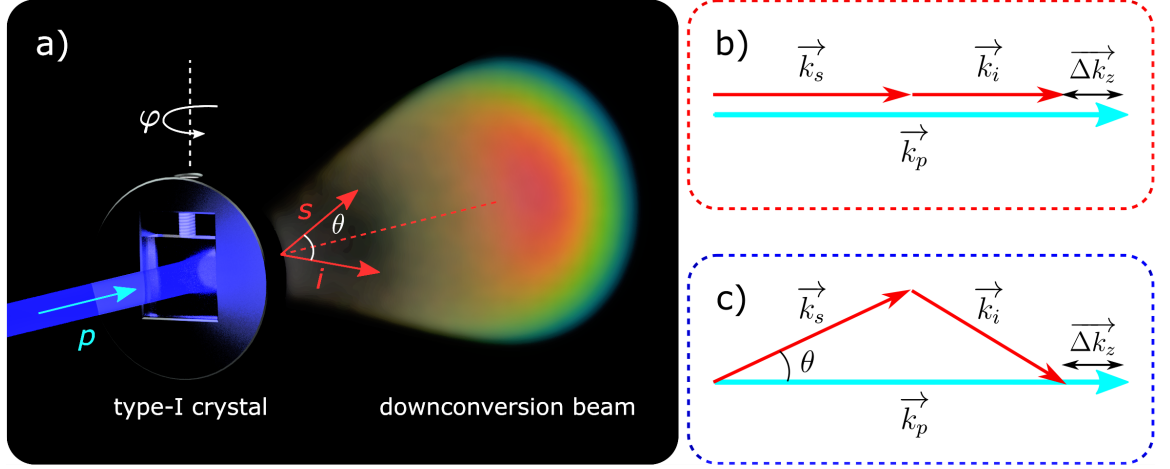 a)
φ
s
θ
i
p
type-I crystal
downconversion beam
b)
k_s k_i Δk_z
k_p
c)
k_s k_i Δk_z
θ
k_p